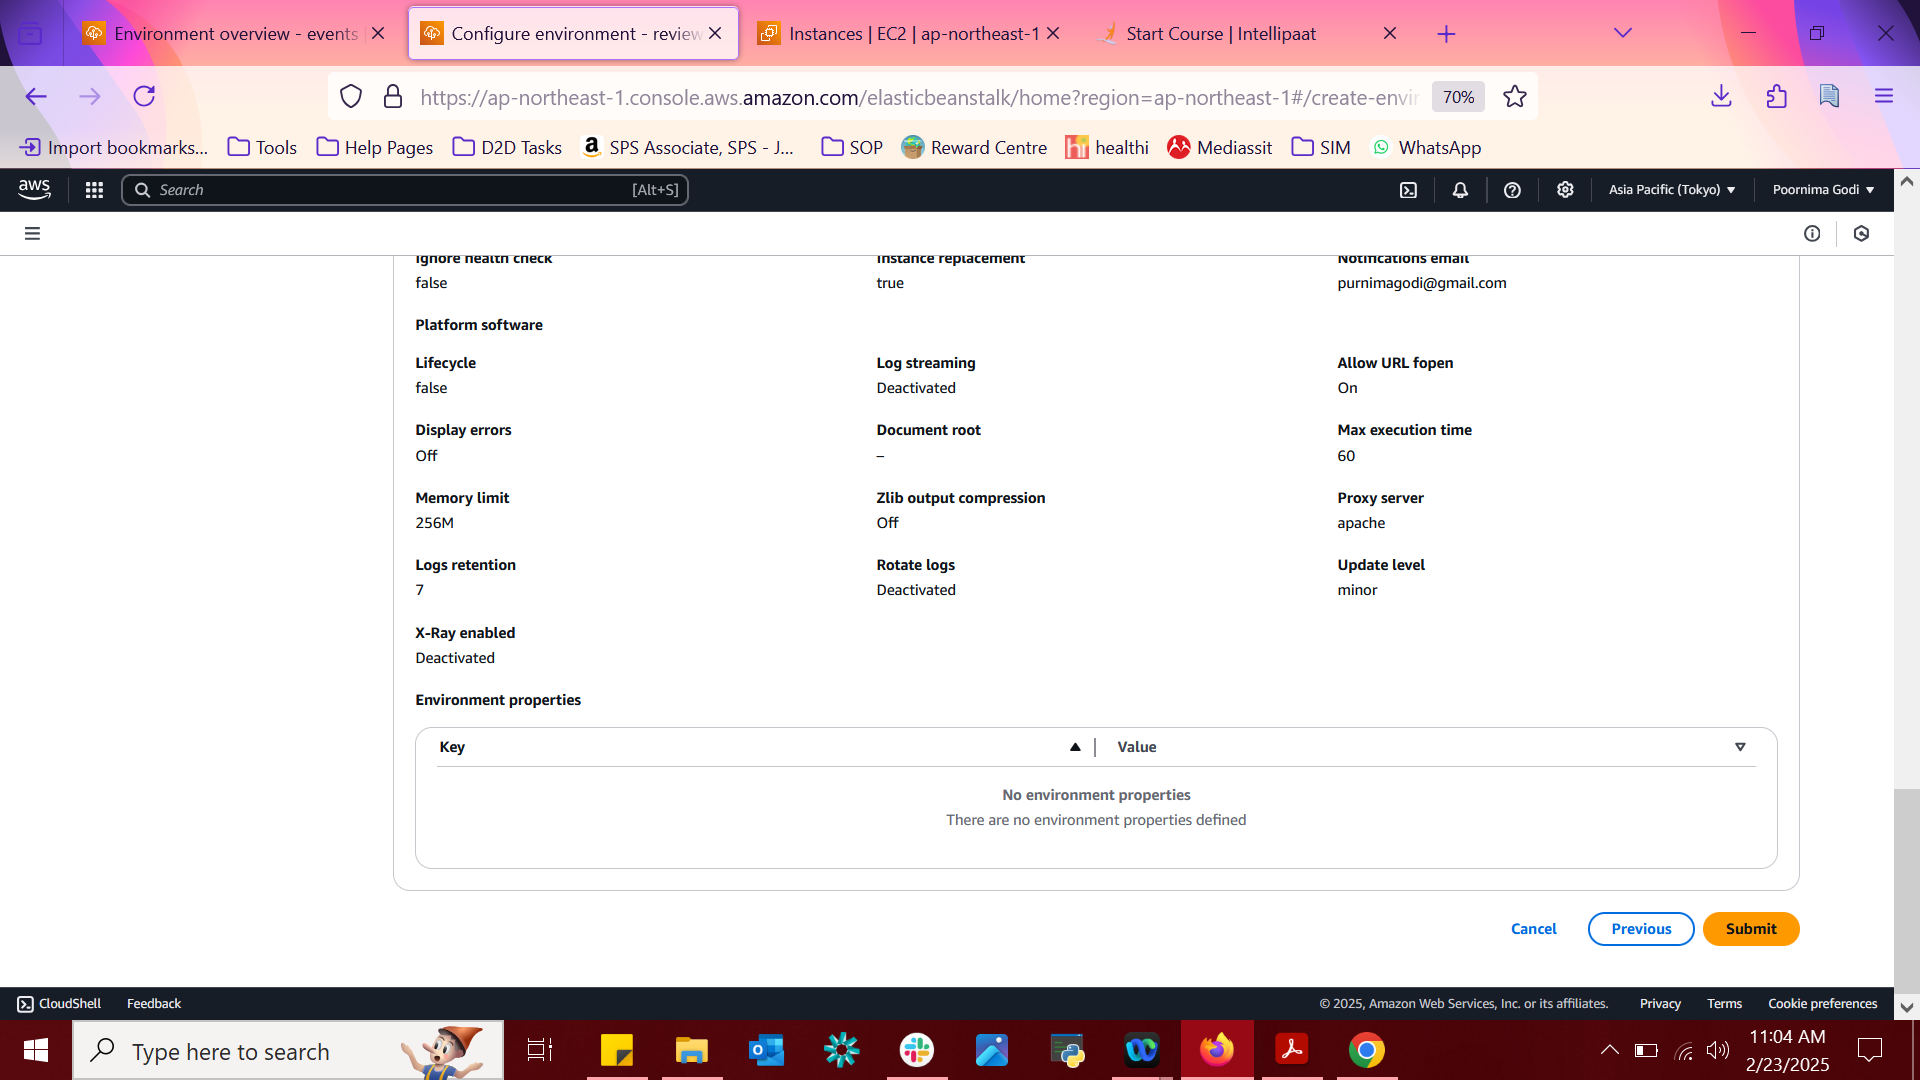 Environment overview - events
Configure environment - review
Instances | EC2 | ap-northeast-1
Start Course | Intellipaat
https://ap-northeast-1.console.aws.amazon.com/elasticbeanstalk/home?region=ap-northeast-1#/create-envir
70%
Import bookmarks...
Tools
Help Pages
D2D Tasks
SPS Associate, SPS - J...
SOP
Reward Centre
healthi
Mediassit
SIM
WhatsApp
aws
Search
[Alt+S]
Asia Pacific (Tokyo)
Poornima Godi
Ignore health check
Instance replacement
Notifications email
false
true
purnimagodi@gmail.com
Platform software
Lifecycle
Log streaming
Allow URL fopen
false
Deactivated
On
Display errors
Document root
Max execution time
Off
–
60
Memory limit
Zlib output compression
Proxy server
256M
Off
apache
Logs retention
Rotate logs
Update level
7
Deactivated
minor
X-Ray enabled
Deactivated
Environment properties
Key
Value
No environment properties
There are no environment properties defined
Cancel
Previous
Submit
CloudShell
Feedback
© 2025, Amazon Web Services, Inc. or its affiliates.
Privacy
Terms
Cookie preferences
Type here to search
11:04 AM
2/23/2025